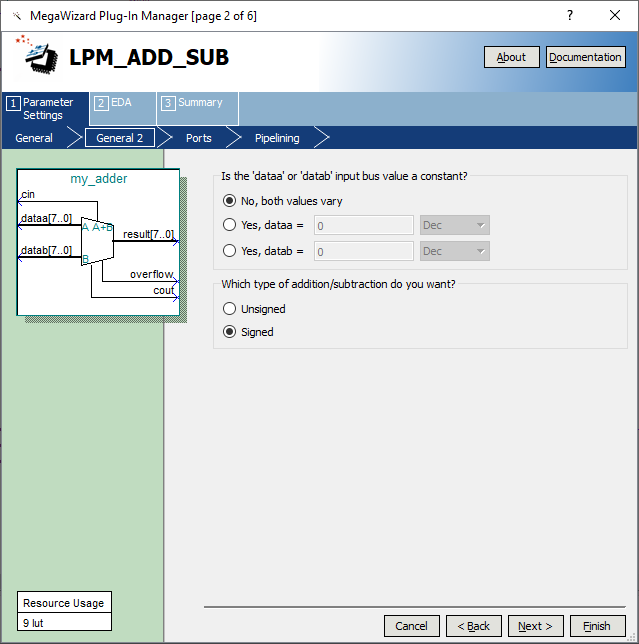 MegaWizard Plug-In Manager [page 2 of 6]
?
LPM_ADD_SUB
About
Documentation
1 Parameter Settings
2 EDA
3 Summary
General
General 2
Ports
Pipelining
my_adder
cin
dataa[7..0]
A A+B
result[7..0]
datab[7..0]
B
overflow
cout
Is the 'dataa' or 'datab' input bus value a constant?
No, both values vary
Yes, dataa = 0 Dec
Yes, datab = 0 Dec
Which type of addition/subtraction do you want?
Unsigned
Signed
Resource Usage
9 lut
Cancel
< Back
Next >
Finish